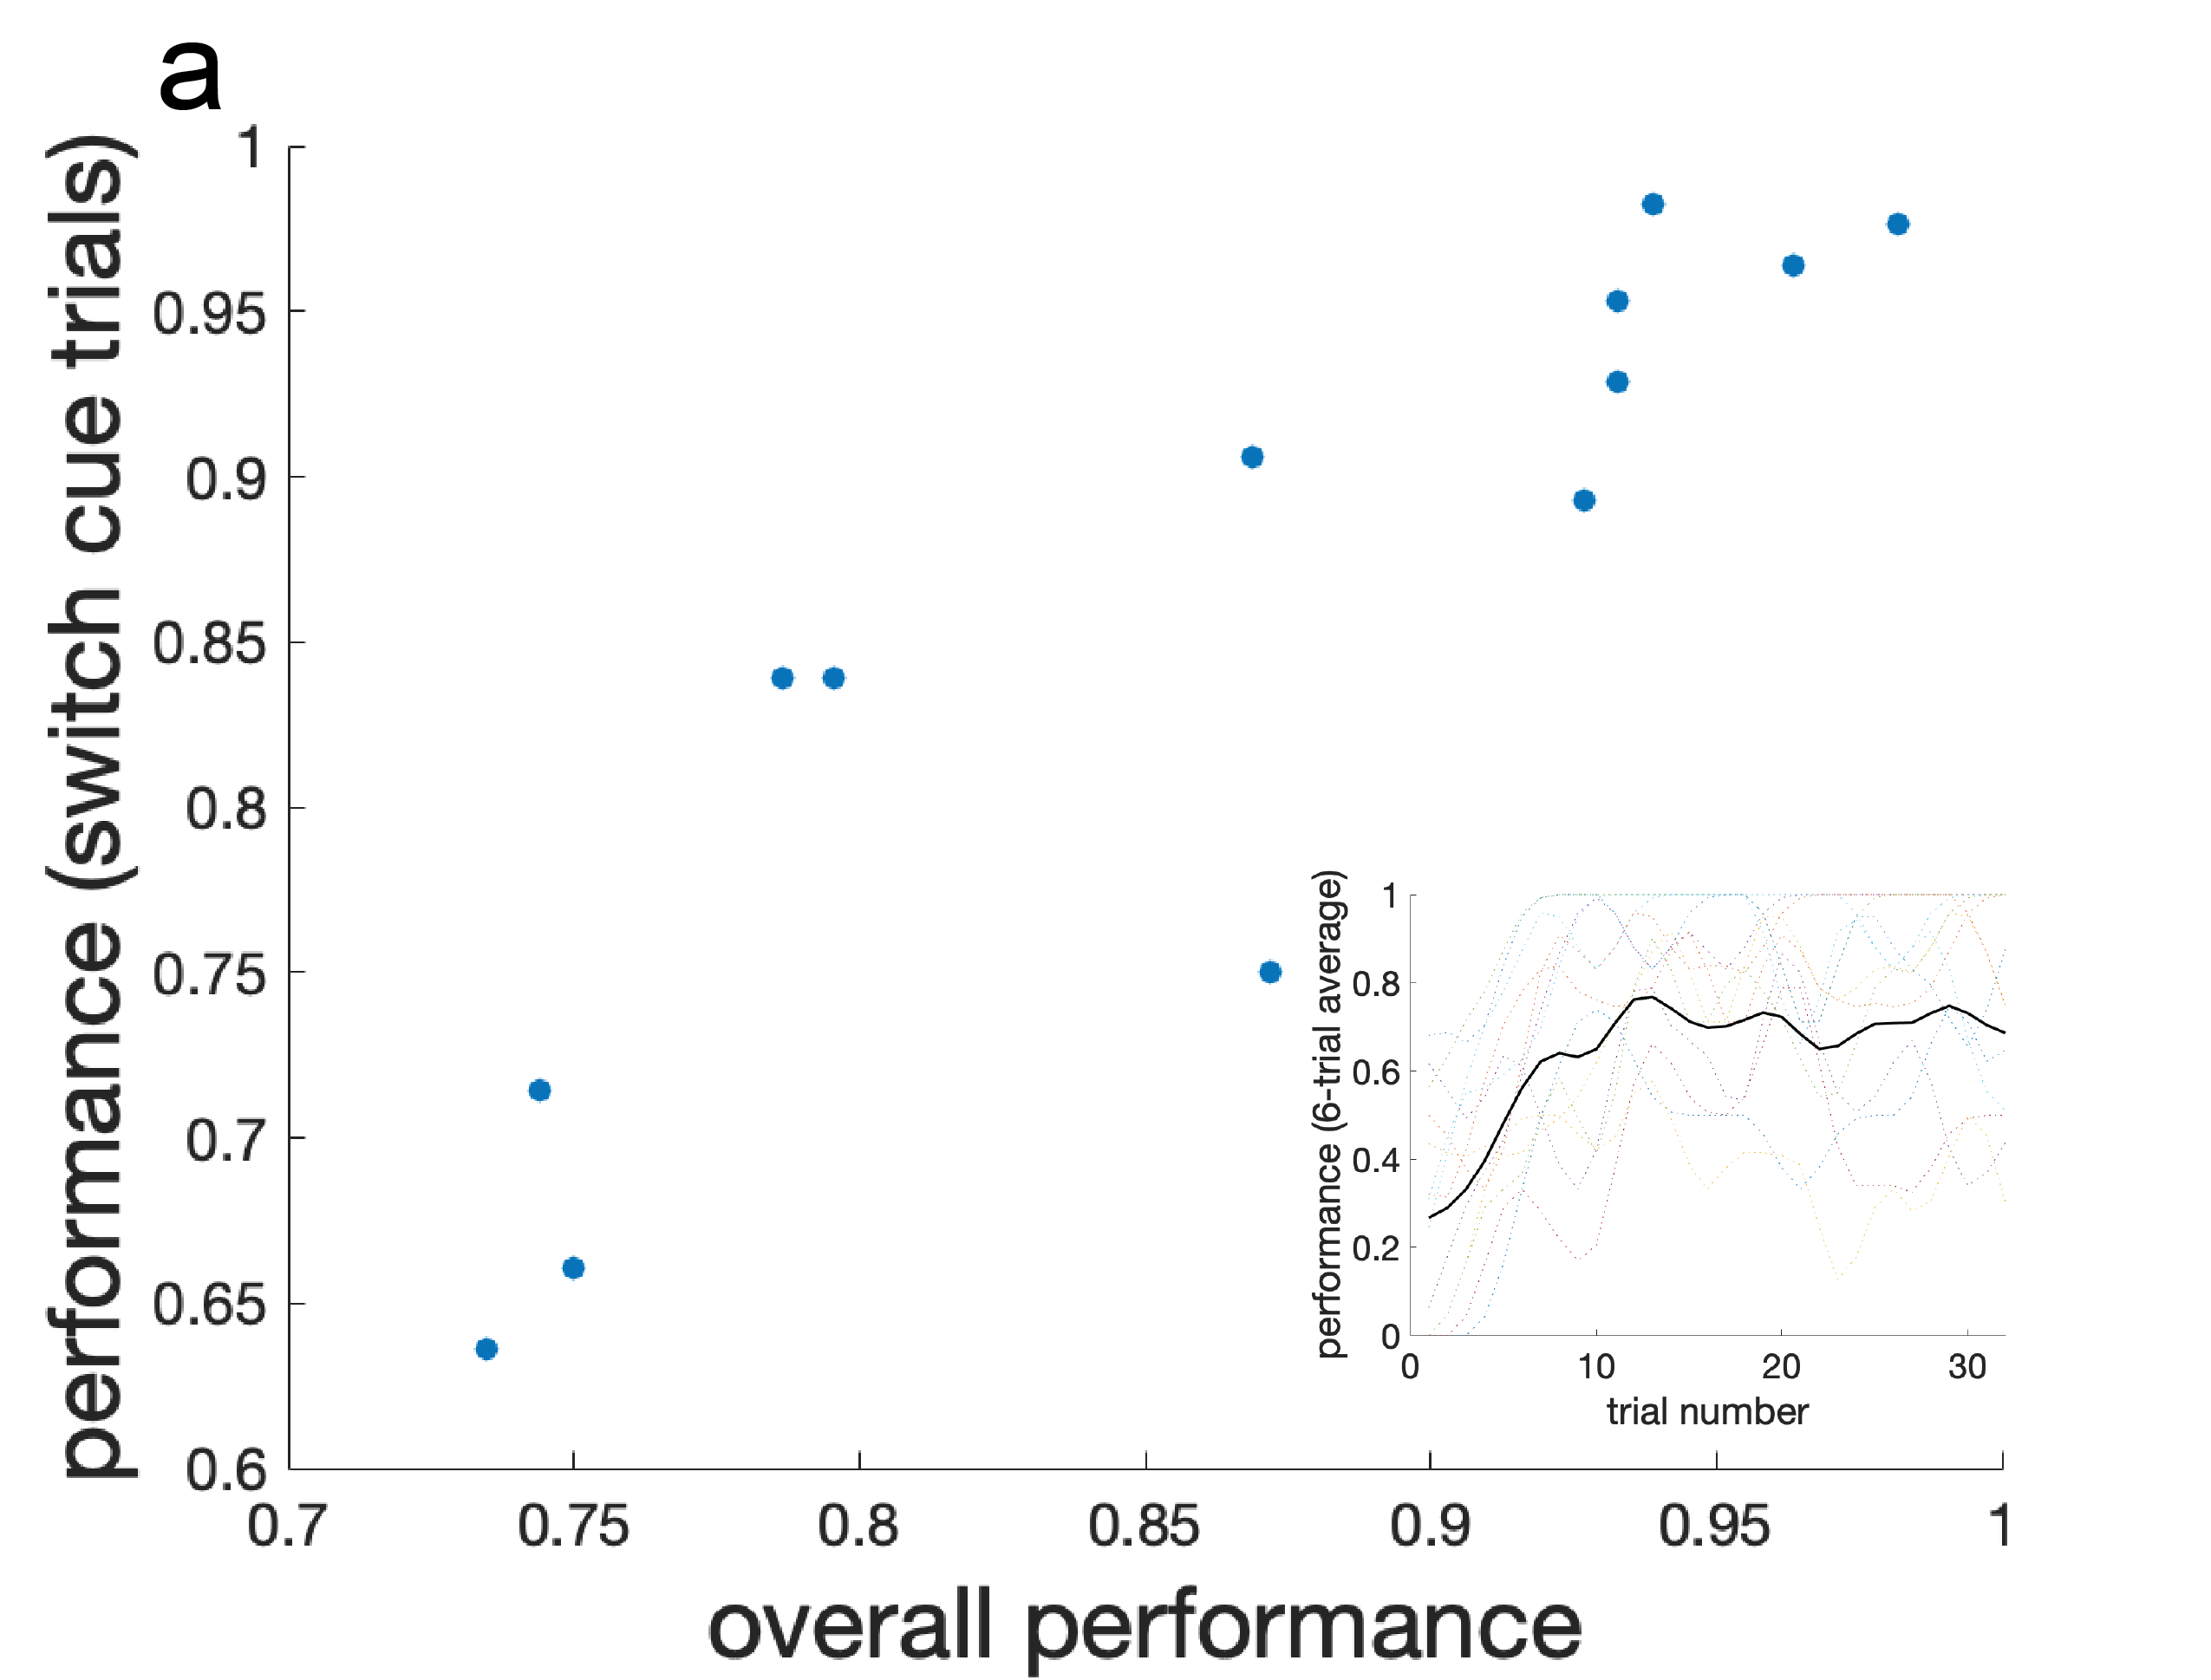 a
performance (switch cue trials)
1
0.95
0.9
0.85
0.8
0.75
0.7
0.65
0.6
0.7 0.75 0.8 0.85 0.9 0.95 1
overall performance
performance (6-trial average)
1
0.8
0.6
0.4
0.2
0
0 10 20 30
trial number